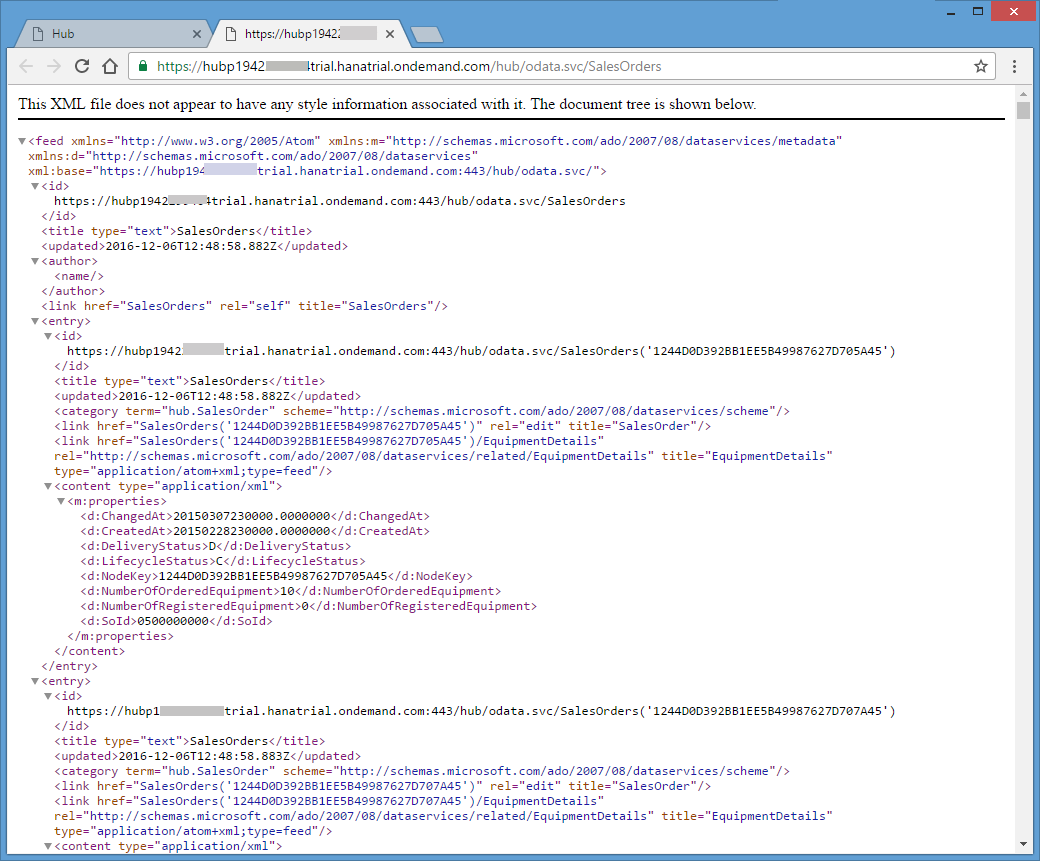 Hub
https://hubp19422
https://hubp1942 trial.hanatrial.ondemand.com/hub/odata.svc/SalesOrders
This XML file does not appear to have any style information associated with it. The document tree is shown below.
<feed xmlns="http://www.w3.org/2005/Atom" xmlns:m="http://schemas.microsoft.com/ado/2007/08/dataservices/metadata"
xmlns:d="http://schemas.microsoft.com/ado/2007/08/dataservices"
xml:base="https://hubp194 trial.hanatrial.ondemand.com:443/hub/odata.svc/">
<id>
https://hubp1942 trial.hanatrial.ondemand.com:443/hub/odata.svc/SalesOrders
</id>
<title type="text">SalesOrders</title>
<updated>2016-12-06T12:48:58.882Z</updated>
<author>
<name/>
</author>
<link href="SalesOrders" rel="self" title="SalesOrders"/>
<entry>
<id>
https://hubp1942 trial.hanatrial.ondemand.com:443/hub/odata.svc/SalesOrders('1244D0D392BB1EE5B49987627D705A45')
</id>
<title type="text">SalesOrders</title>
<updated>2016-12-06T12:48:58.882Z</updated>
<category term="hub.SalesOrder" scheme="http://schemas.microsoft.com/ado/2007/08/dataservices/scheme"/>
<link href="SalesOrders('1244D0D392BB1EE5B49987627D705A45')" rel="edit" title="SalesOrder"/>
<link href="SalesOrders('1244D0D392BB1EE5B49987627D705A45')/EquipmentDetails"
rel="http://schemas.microsoft.com/ado/2007/08/dataservices/related/EquipmentDetails" title="EquipmentDetails"
type="application/atom+xml;type=feed"/>
<content type="application/xml">
<m:properties>
<d:ChangedAt>20150307230000.0000000</d:ChangedAt>
<d:CreatedAt>20150228230000.0000000</d:CreatedAt>
<d:DeliveryStatus>D</d:DeliveryStatus>
<d:LifecycleStatus>C</d:LifecycleStatus>
<d:NodeKey>1244D0D392BB1EE5B49987627D705A45</d:NodeKey>
<d:NumberOfOrderedEquipment>10</d:NumberOfOrderedEquipment>
<d:NumberOfRegisteredEquipment>0</d:NumberOfRegisteredEquipment>
<d:SoId>0500000000</d:SoId>
</m:properties>
</content>
</entry>
<entry>
<id>
https://hubp1 trial.hanatrial.ondemand.com:443/hub/odata.svc/SalesOrders('1244D0D392BB1EE5B49987627D707A45')
</id>
<title type="text">SalesOrders</title>
<updated>2016-12-06T12:48:58.883Z</updated>
<category term="hub.SalesOrder" scheme="http://schemas.microsoft.com/ado/2007/08/dataservices/scheme"/>
<link href="SalesOrders('1244D0D392BB1EE5B49987627D707A45')" rel="edit" title="SalesOrder"/>
<link href="SalesOrders('1244D0D392BB1EE5B49987627D707A45')/EquipmentDetails"
rel="http://schemas.microsoft.com/ado/2007/08/dataservices/related/EquipmentDetails" title="EquipmentDetails"
type="application/atom+xml;type=feed"/>
<content type="application/xml">